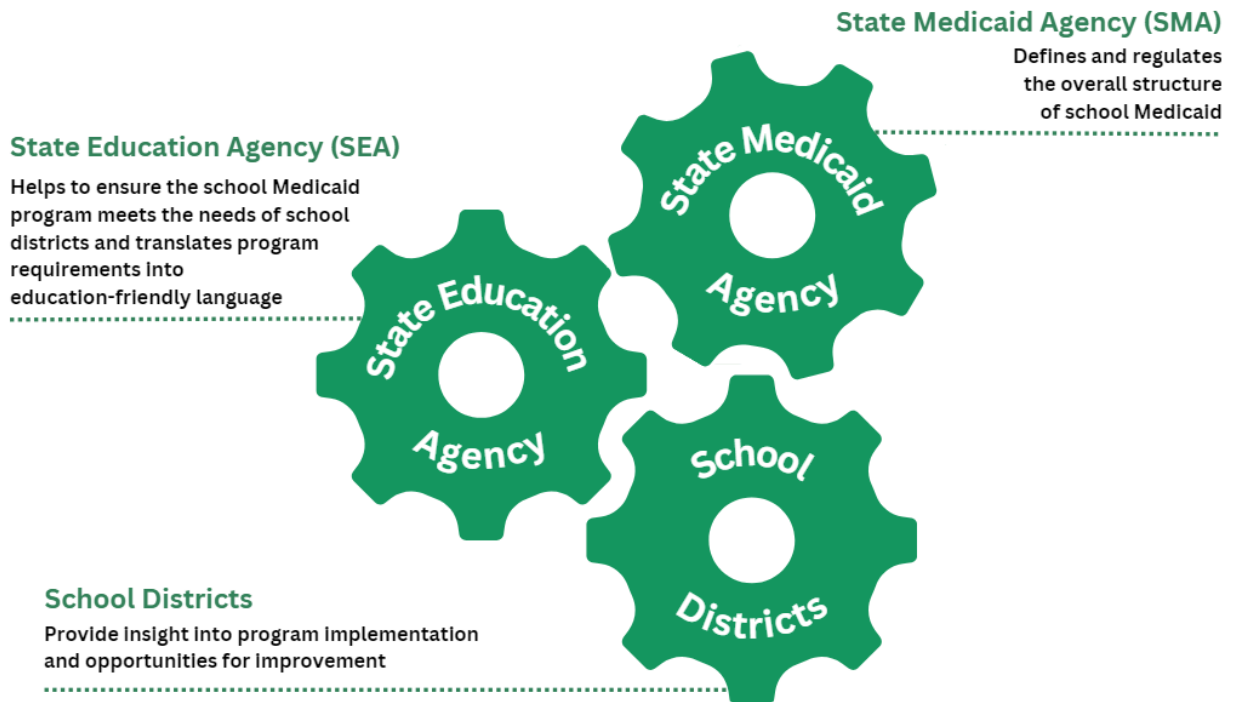 State Medicaid Agency (SMA)
Defines and regulates
the overall structure
of school Medicaid
State Education Agency (SEA)
Helps to ensure the school Medicaid
program meets the needs of school
districts and translates program
requirements into
education-friendly language
State Medicaid
Agency
State Education
Agency
School
Districts
School Districts
Provide insight into program implementation
and opportunities for improvement